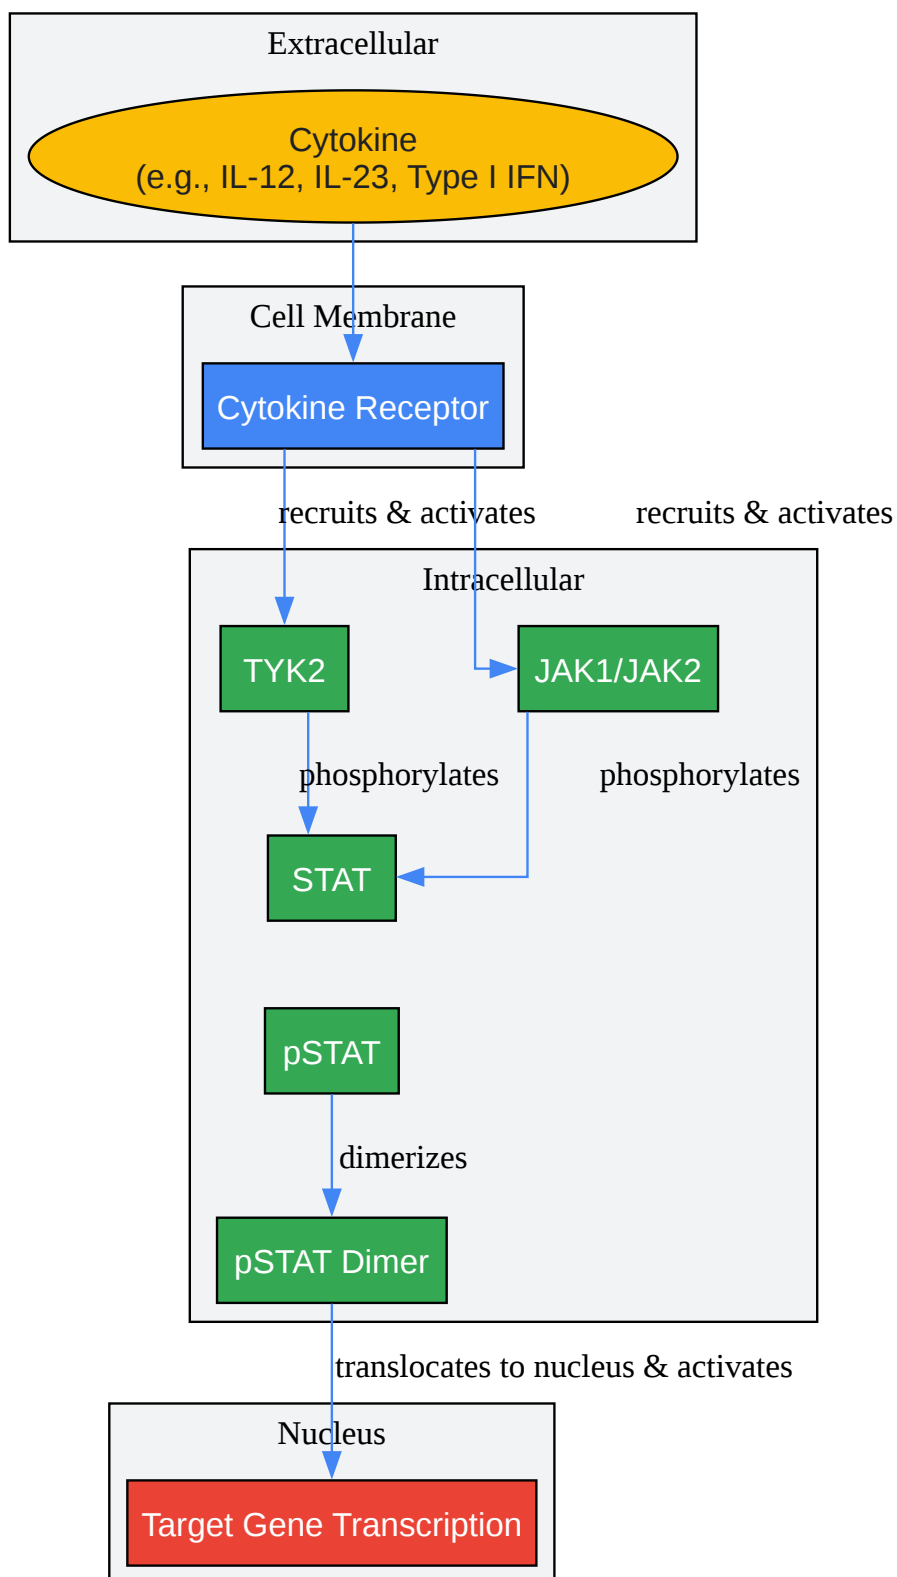 Extracellular
Cytokine
(e.g., IL-12, IL-23, Type I IFN)
Cell Membrane
Cytokine Receptor
recruits & activates
recruits & activates
Intracellular
TYK2
JAK1/JAK2
phosphorylates
phosphorylates
STAT
pSTAT
dimerizes
pSTAT Dimer
translocates to nucleus & activates
Nucleus
Target Gene Transcription